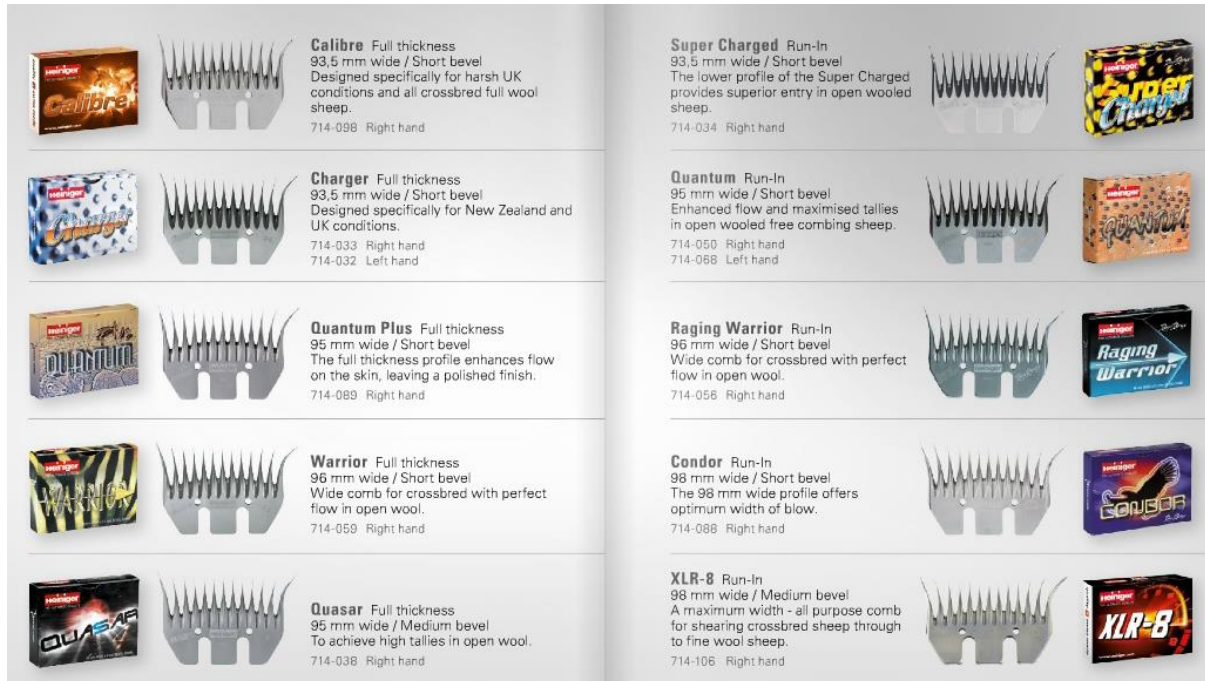 Heiniger
Calibre
Calibre Full thickness
93,5 mm wide / Short bevel
Designed specifically for harsh UK
conditions and all crossbred full wool
sheep.
714-098 Right hand
Heiniger
Charger
Charger Full thickness
93,5 mm wide / Short bevel
Designed specifically for New Zealand and
UK conditions.
714-033 Right hand
714-032 Left hand
Heiniger
QUANTUM
Quantum Plus Full thickness
95 mm wide / Short bevel
The full thickness profile enhances flow
on the skin, leaving a polished finish.
714-089 Right hand
Heiniger
WARRIOR
Warrior Full thickness
96 mm wide / Short bevel
Wide comb for crossbred with perfect
flow in open wool.
714-059 Right hand
Heiniger
QUASAR
Quasar Full thickness
95 mm wide / Medium bevel
To achieve high tallies in open wool.
714-038 Right hand
Super Charged Run-In
93,5 mm wide / Short bevel
The lower profile of the Super Charged
provides superior entry in open wooled
sheep.
714-034 Right hand
Heiniger
Super
Charged
Quantum Run-In
95 mm wide / Short bevel
Enhanced flow and maximised tallies
in open wooled free combing sheep.
714-050 Right hand
714-068 Left hand
Heiniger
QUANTUM
Raging Warrior Run-In
96 mm wide / Short bevel
Wide comb for crossbred with perfect
flow in open wool.
714-056 Right hand
Heiniger
Raging
Warrior
Condor Run-In
98 mm wide / Short bevel
The 98 mm wide profile offers
optimum width of blow.
714-088 Right hand
Heiniger
CONDOR
XLR-8 Run-In
98 mm wide / Medium bevel
A maximum width - all purpose comb
for shearing crossbred sheep through
to fine wool sheep.
714-106 Right hand
Heiniger
XLR-8